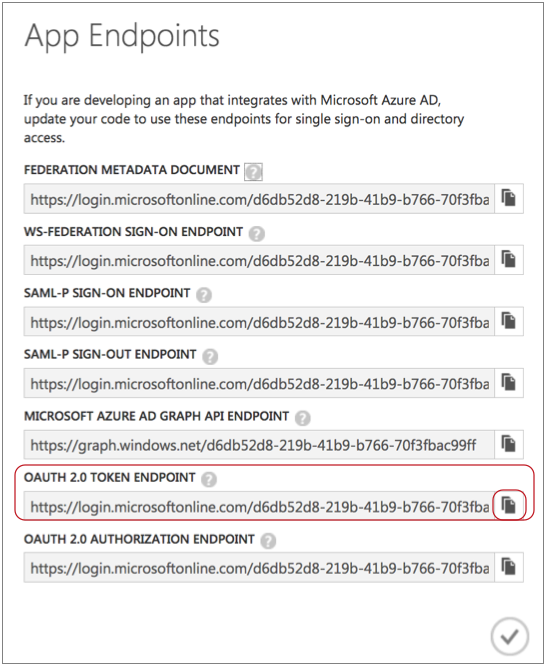 App Endpoints
If you are developing an app that integrates with Microsoft Azure AD,
update your code to use these endpoints for single sign-on and directory
access.
FEDERATION METADATA DOCUMENT ?
https://login.microsoftonline.com/d6db52d8-219b-41b9-b766-70f3fba
WS-FEDERATION SIGN-ON ENDPOINT ?
https://login.microsoftonline.com/d6db52d8-219b-41b9-b766-70f3fba
SAML-P SIGN-ON ENDPOINT ?
https://login.microsoftonline.com/d6db52d8-219b-41b9-b766-70f3fba
SAML-P SIGN-OUT ENDPOINT ?
https://login.microsoftonline.com/d6db52d8-219b-41b9-b766-70f3fba
MICROSOFT AZURE AD GRAPH API ENDPOINT ?
https://graph.windows.net/d6db52d8-219b-41b9-b766-70f3fbac99ff
OAUTH 2.0 TOKEN ENDPOINT ?
https://login.microsoftonline.com/d6db52d8-219b-41b9-b766-70f3fba
OAUTH 2.0 AUTHORIZATION ENDPOINT ?
https://login.microsoftonline.com/d6db52d8-219b-41b9-b766-70f3fba